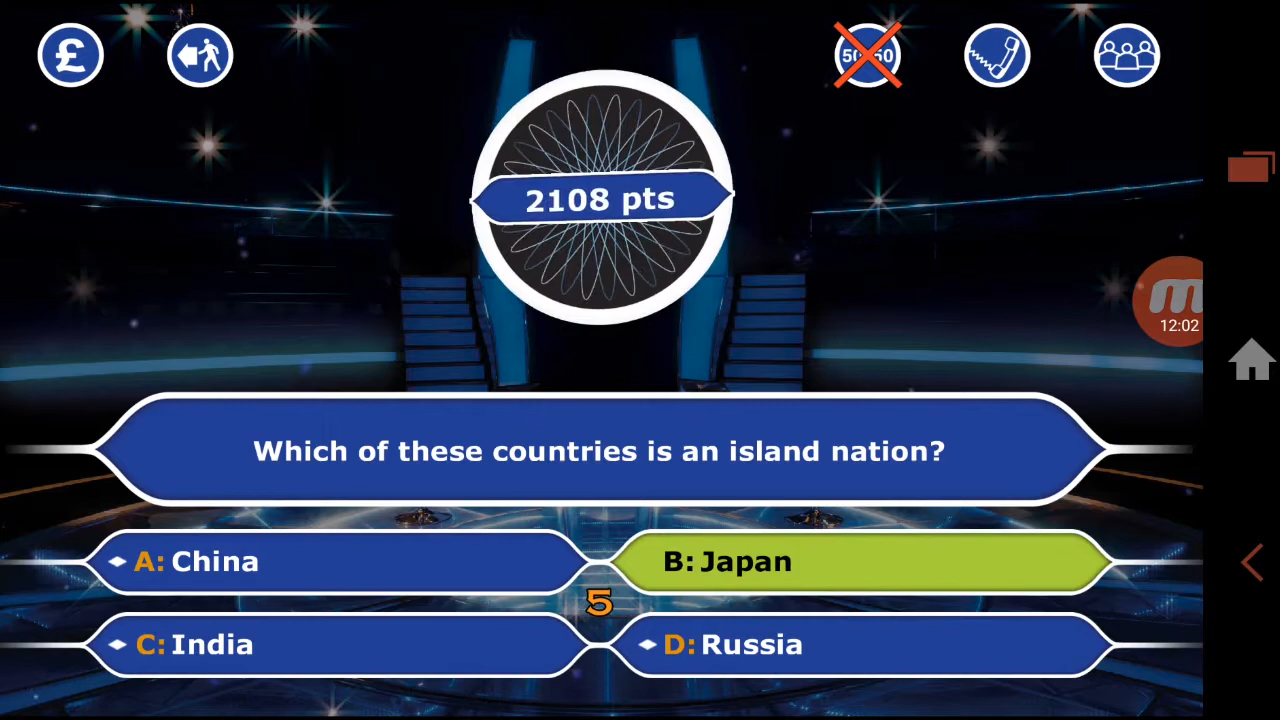 £
50:50
2108 pts
12:02
Which of these countries is an island nation?
A: China
B: Japan
5
C: India
D: Russia